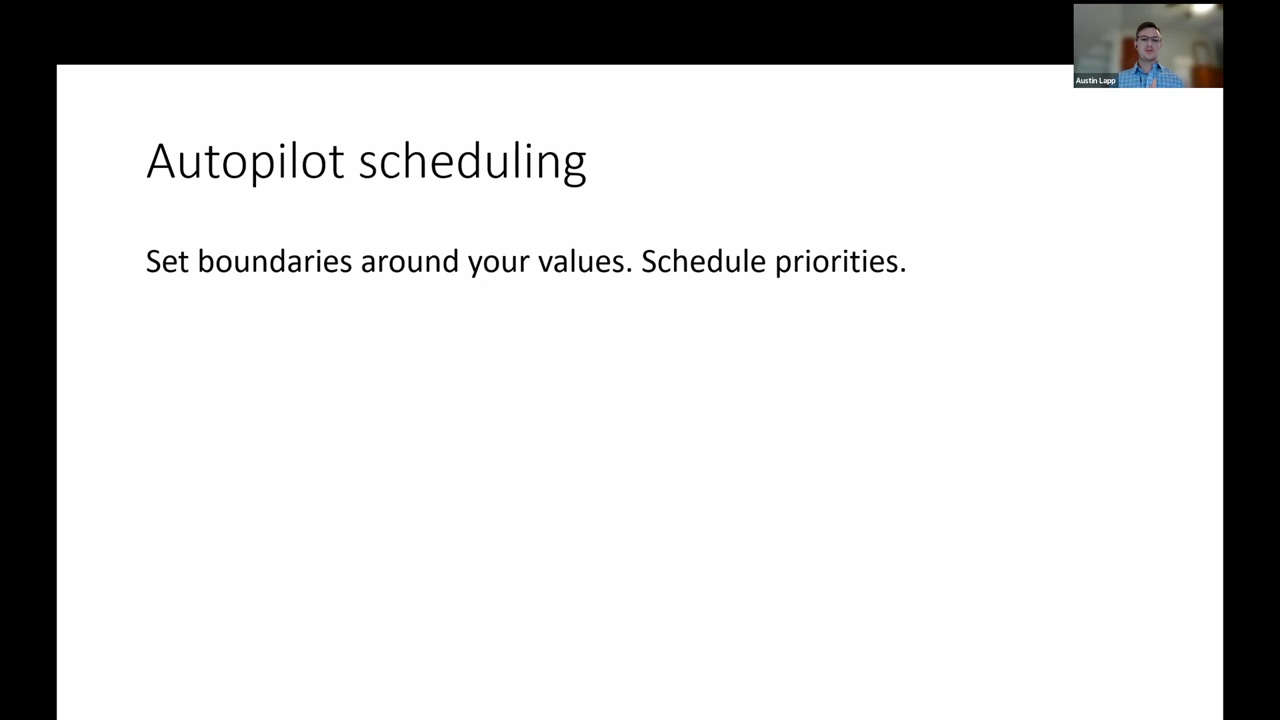 Austin Lapp
Autopilot scheduling
Set boundaries around your values. Schedule priorities.